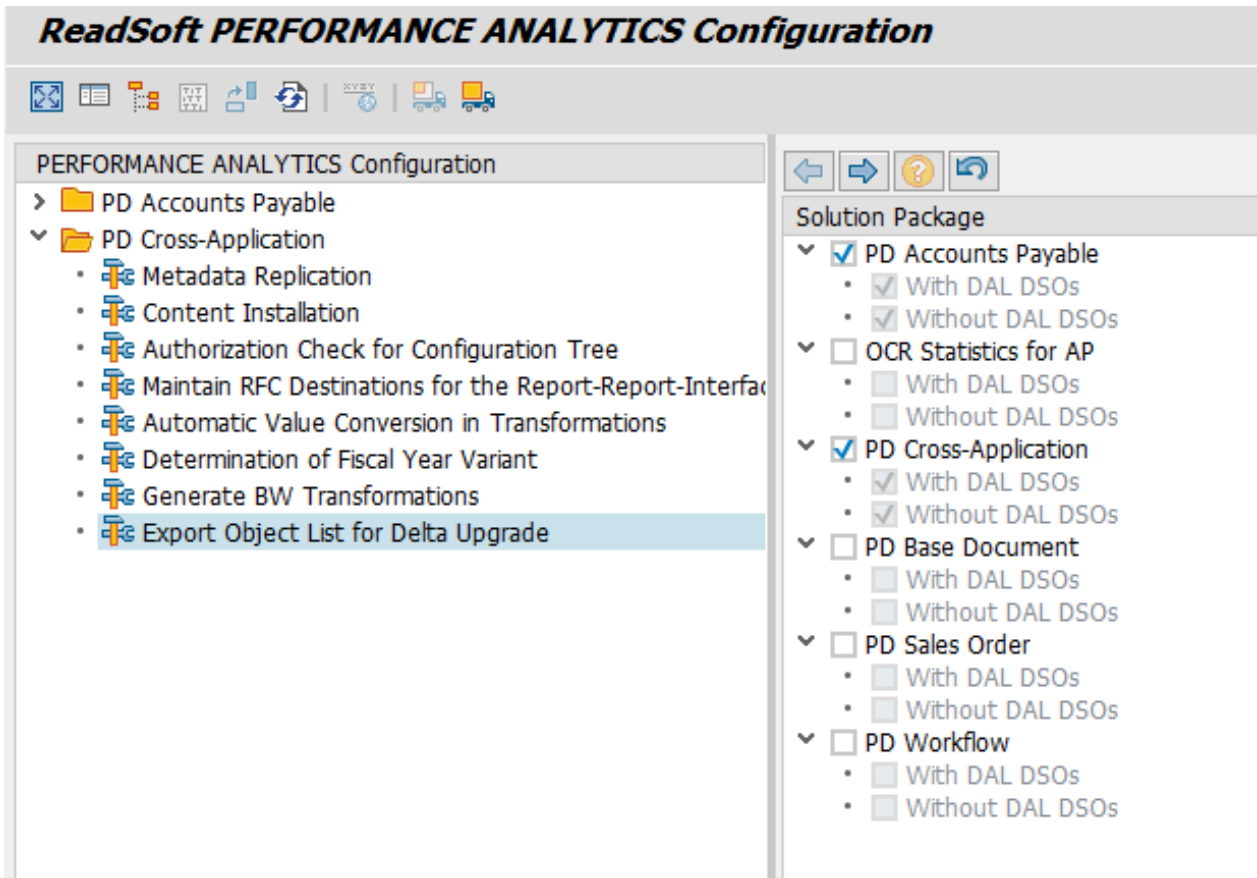 ReadSoft PERFORMANCE ANALYTICS Configuration
PERFORMANCE ANALYTICS Configuration
PD Accounts Payable
PD Cross-Application
Metadata Replication
Content Installation
Authorization Check for Configuration Tree
Maintain RFC Destinations for the Report-Report-Interfac
Automatic Value Conversion in Transformations
Determination of Fiscal Year Variant
Generate BW Transformations
Export Object List for Delta Upgrade
Solution Package
PD Accounts Payable
With DAL DSOs
Without DAL DSOs
OCR Statistics for AP
With DAL DSOs
Without DAL DSOs
PD Cross-Application
With DAL DSOs
Without DAL DSOs
PD Base Document
With DAL DSOs
Without DAL DSOs
PD Sales Order
With DAL DSOs
Without DAL DSOs
PD Workflow
With DAL DSOs
Without DAL DSOs